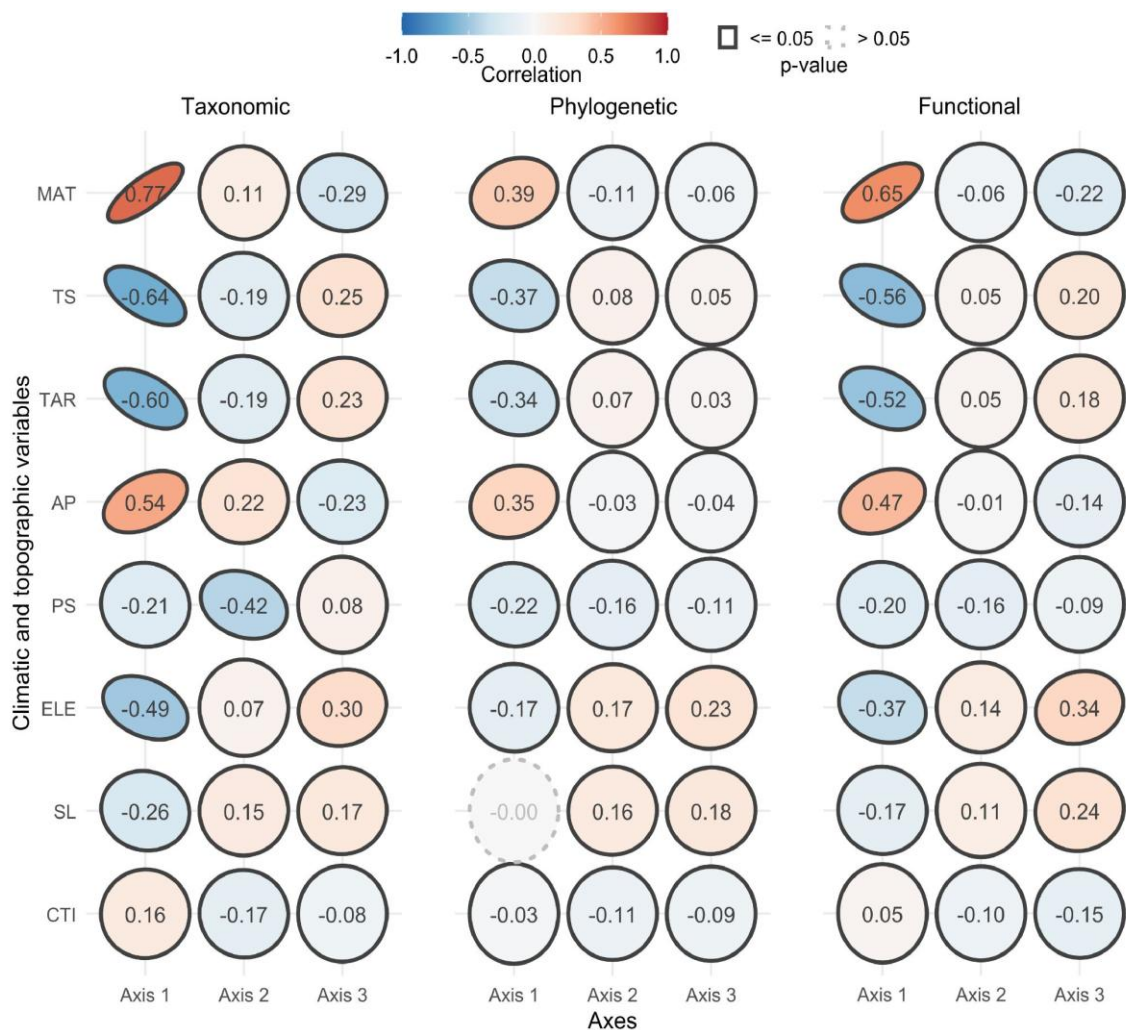 -1.0 -0.5 0.0 0.5 1.0
Correlation
<= 0.05 > 0.05
p-value
Taxonomic Phylogenetic Functional
Climatic and topographic variables
MAT 0.77 0.11 -0.29 0.39 -0.11 -0.06 0.65 -0.06 -0.22
TS -0.64 -0.19 0.25 -0.37 0.08 0.05 -0.56 0.05 0.20
TAR -0.60 -0.19 0.23 -0.34 0.07 0.03 -0.52 0.05 0.18
AP 0.54 0.22 -0.23 0.35 -0.03 -0.04 0.47 -0.01 -0.14
PS -0.21 -0.42 0.08 -0.22 -0.16 -0.11 -0.20 -0.16 -0.09
ELE -0.49 0.07 0.30 -0.17 0.17 0.23 -0.37 0.14 0.34
SL -0.26 0.15 0.17 -0.00 0.16 0.18 -0.17 0.11 0.24
CTI 0.16 -0.17 -0.08 -0.03 -0.11 -0.09 0.05 -0.10 -0.15
Axis 1 Axis 2 Axis 3 Axis 1 Axis 2 Axis 3 Axis 1 Axis 2 Axis 3
Axes